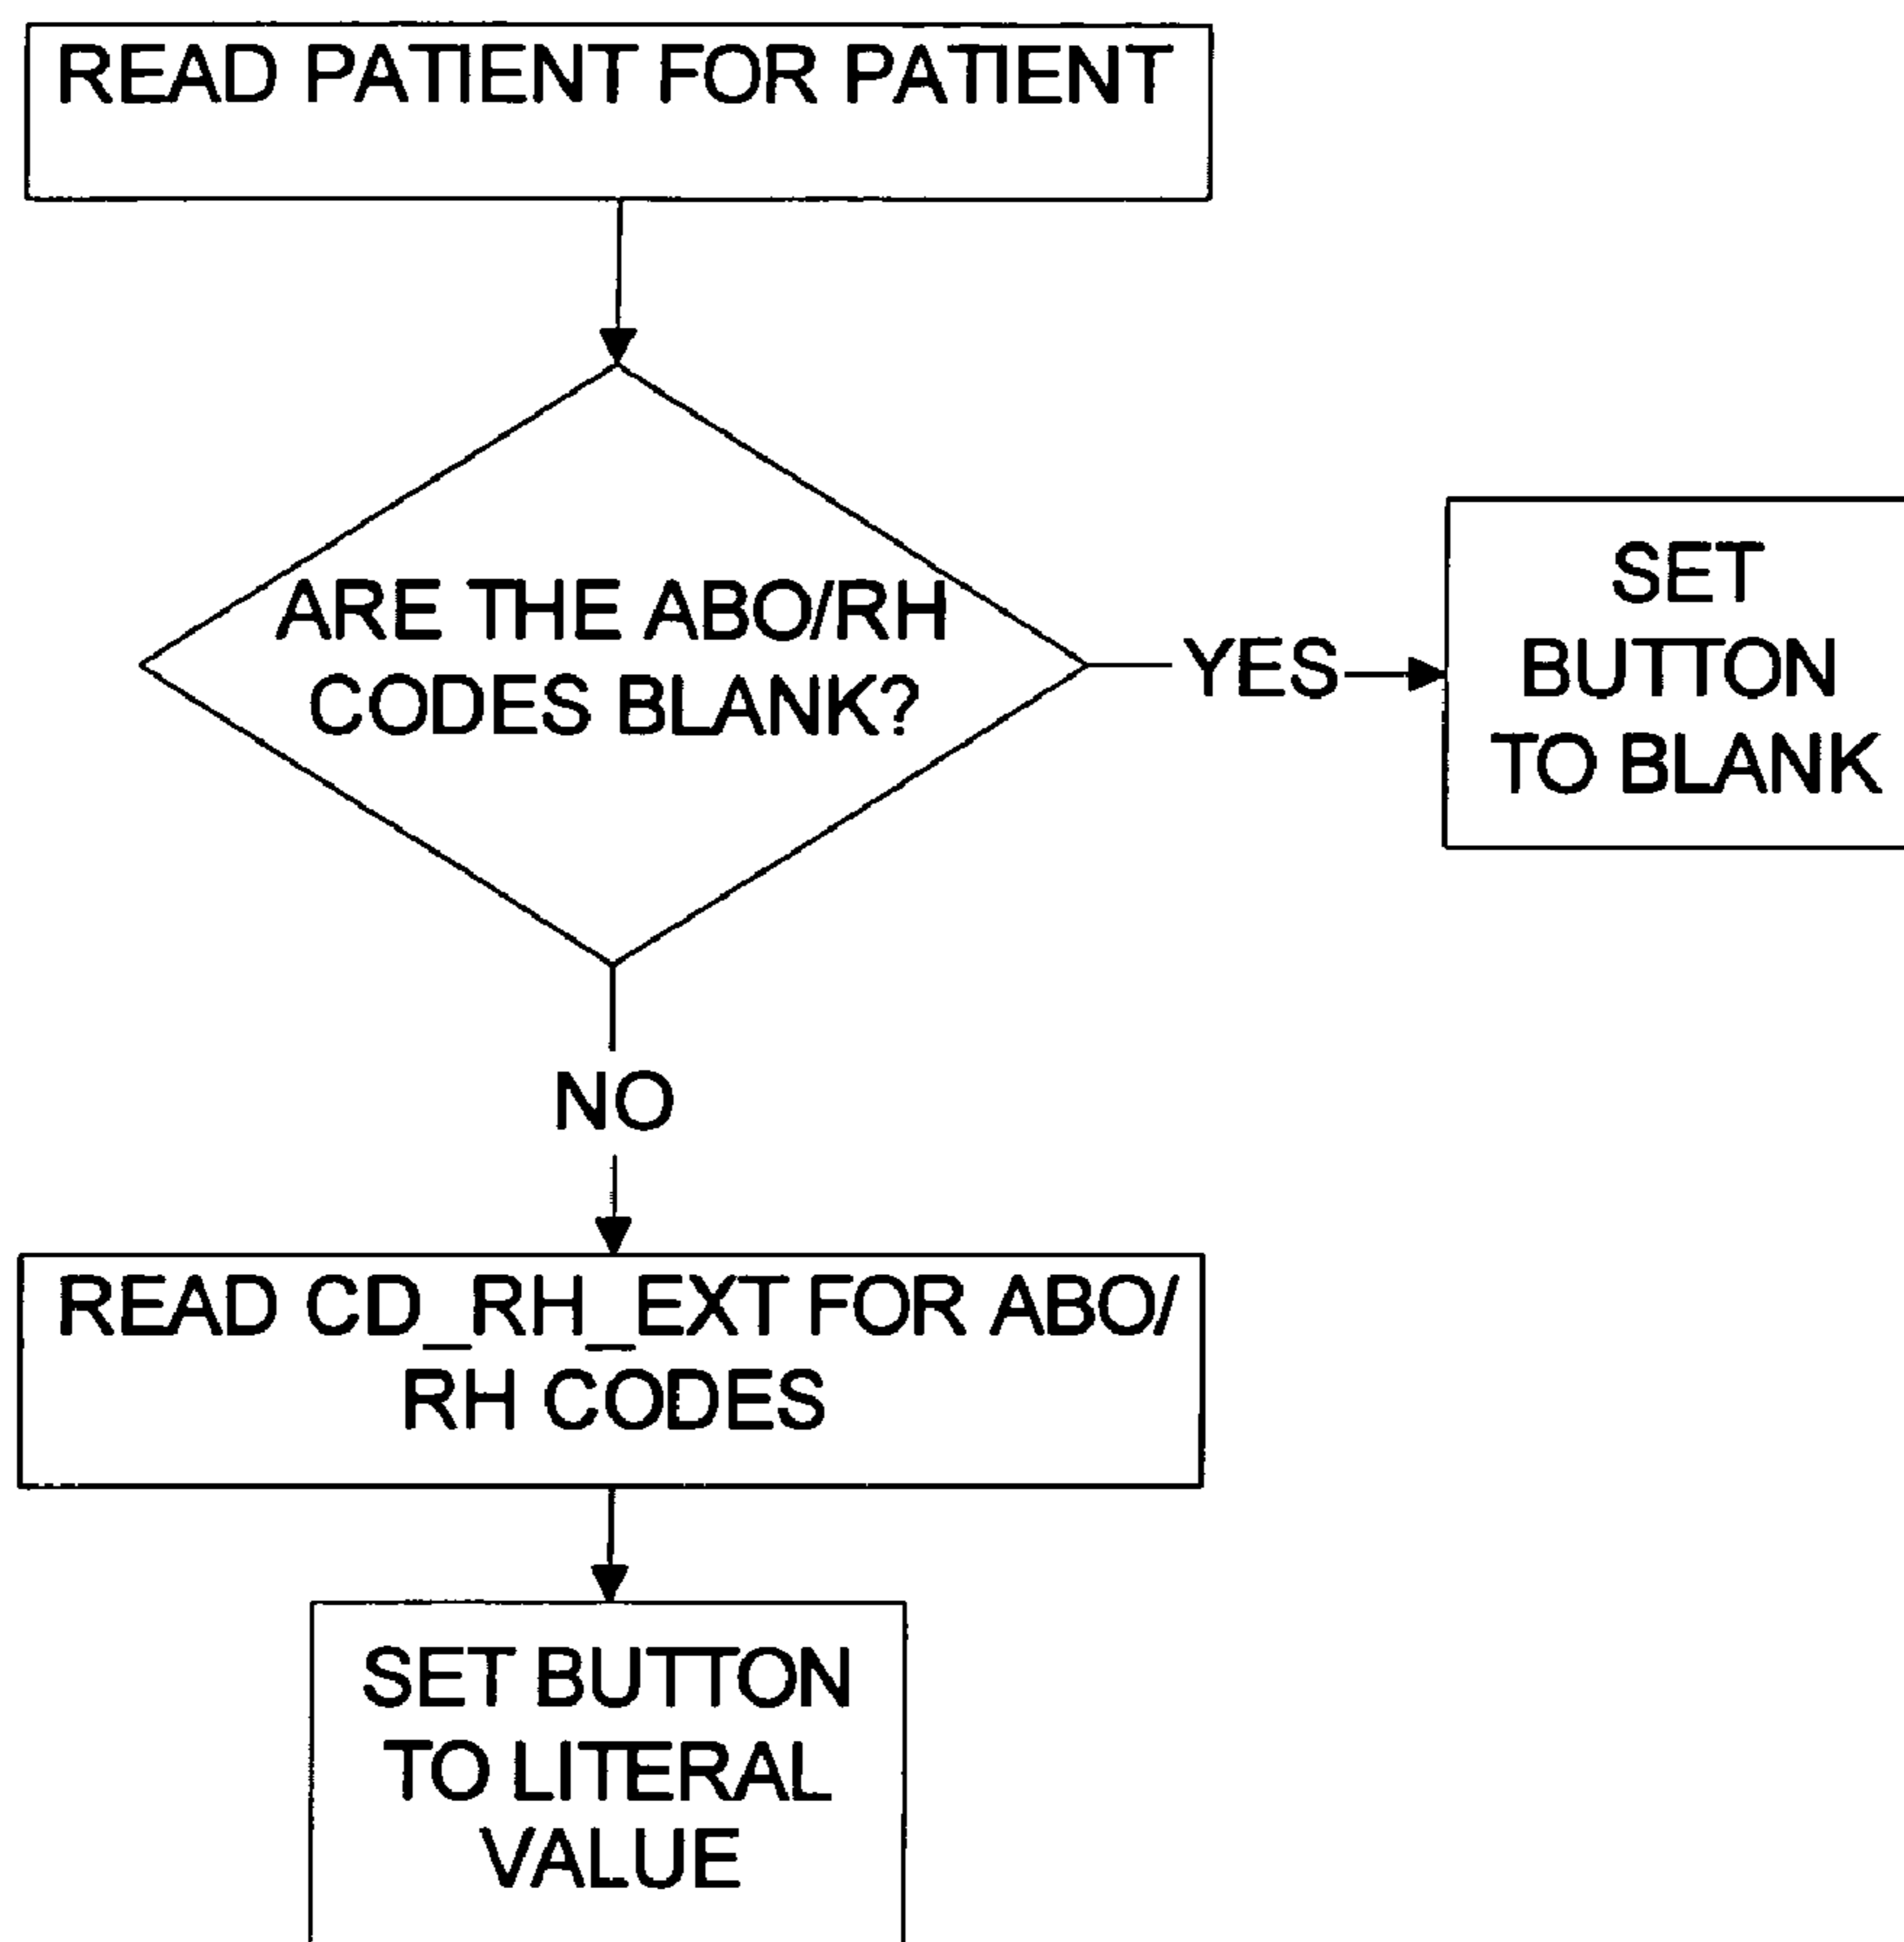 READ PATIENT FOR PATIENT
ARE THE ABO/RH
CODES BLANK?
YES
SET
BUTTON
TO BLANK
NO
READ CD_RH_EXT FOR ABO/
RH CODES
SET BUTTON
TO LITERAL
VALUE